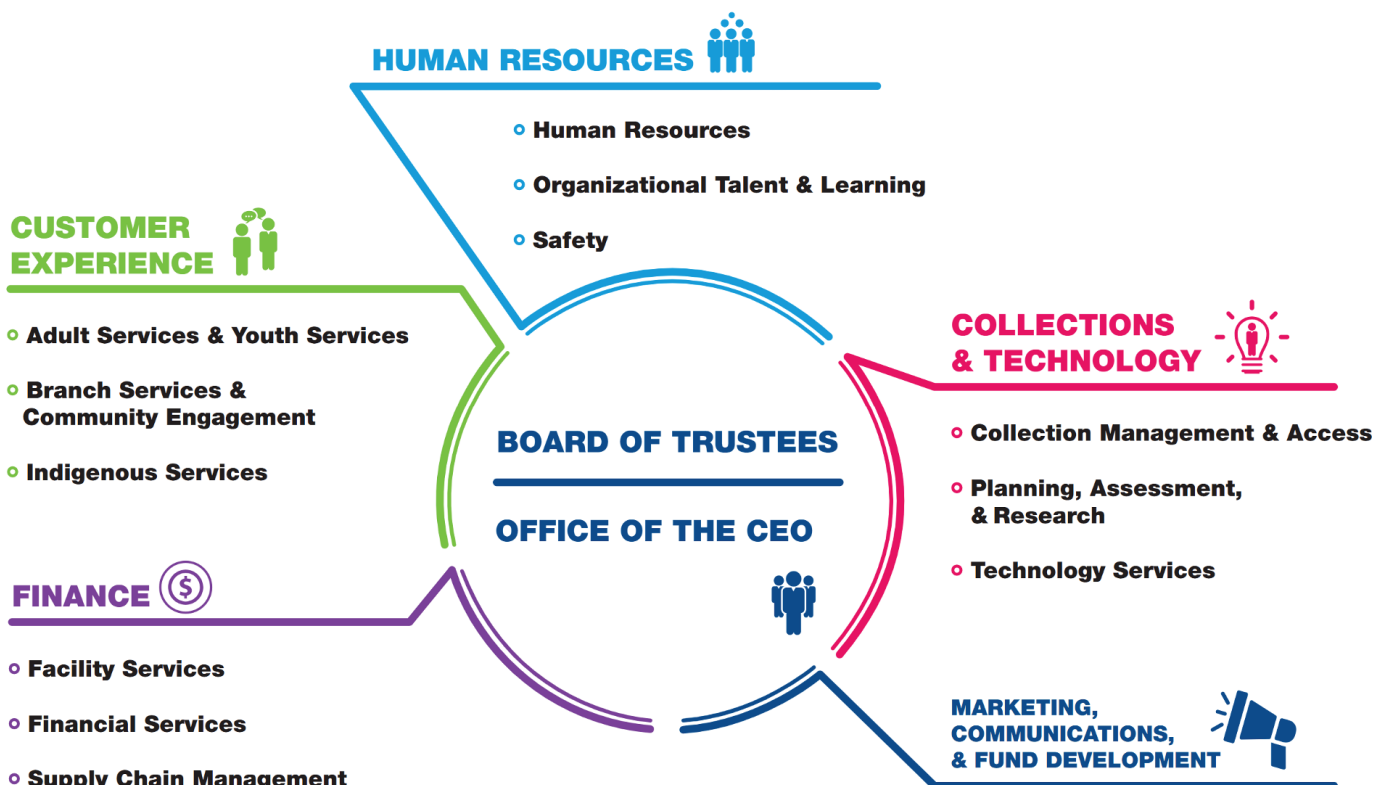 HUMAN RESOURCES
Human Resources
Organizational Talent & Learning
Safety
CUSTOMER
EXPERIENCE
Adult Services & Youth Services
Branch Services &
Community Engagement
Indigenous Services
FINANCE
$
Facility Services
Financial Services
Supply Chain Management
BOARD OF TRUSTEES
OFFICE OF THE CEO
COLLECTIONS
& TECHNOLOGY
Collection Management & Access
Planning, Assessment,
& Research
Technology Services
MARKETING,
COMMUNICATIONS,
& FUND DEVELOPMENT